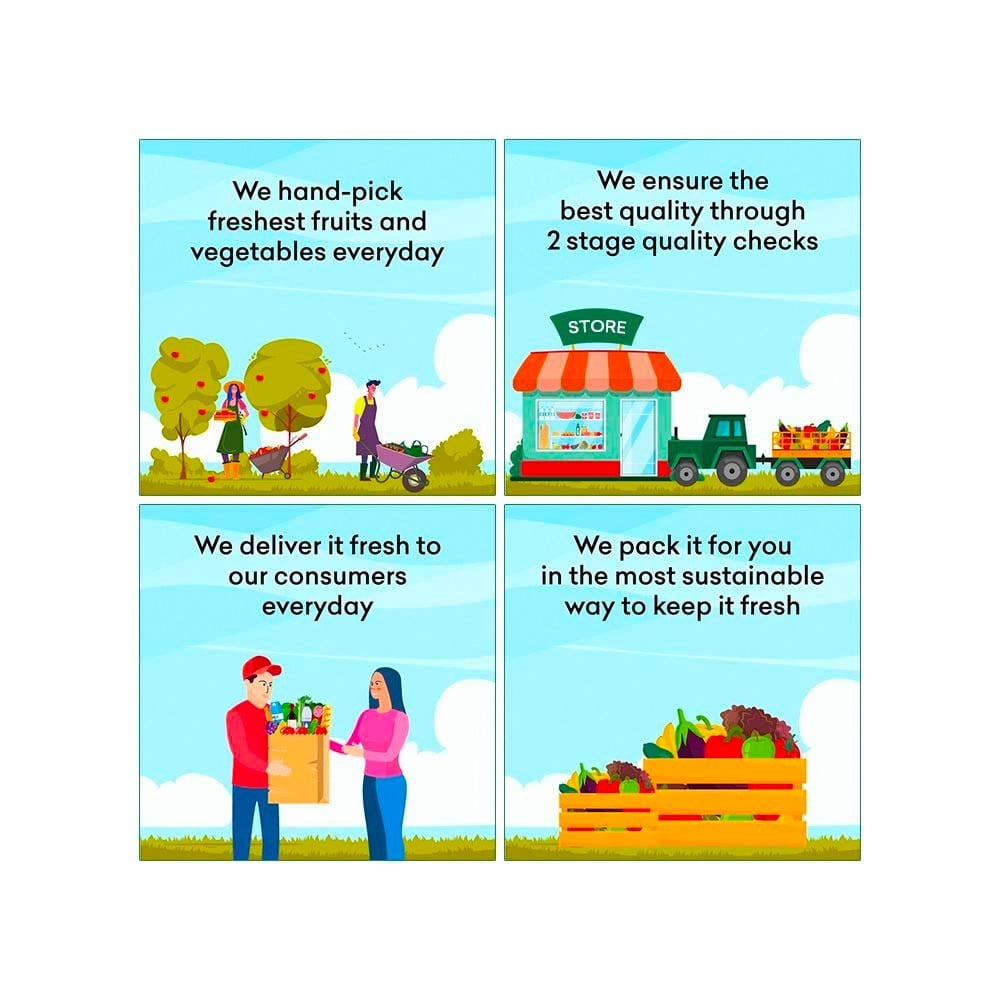 We hand-pick
freshest fruits and
vegetables everyday
We ensure the
best quality through
2 stage quality checks
STORE
We deliver it fresh to
our consumers
everyday
We pack it for you
in the most sustainable
way to keep it fresh